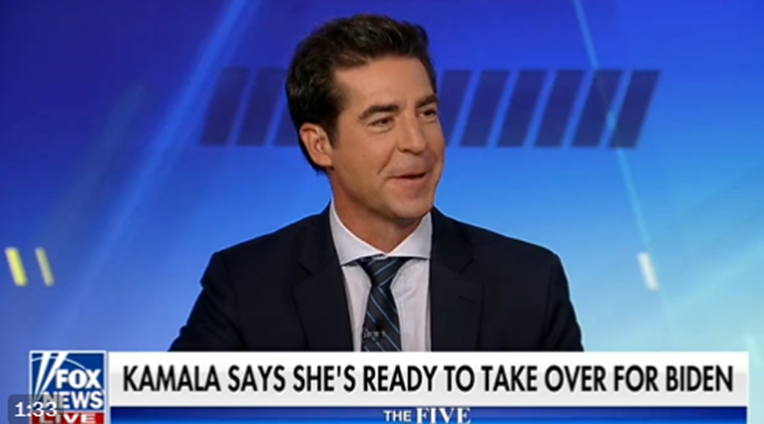 KAMALA SAYS SHE'S READY TO TAKE OVER FOR BIDEN
FOX
NEWS
1:33
LIVE
THE FIVE